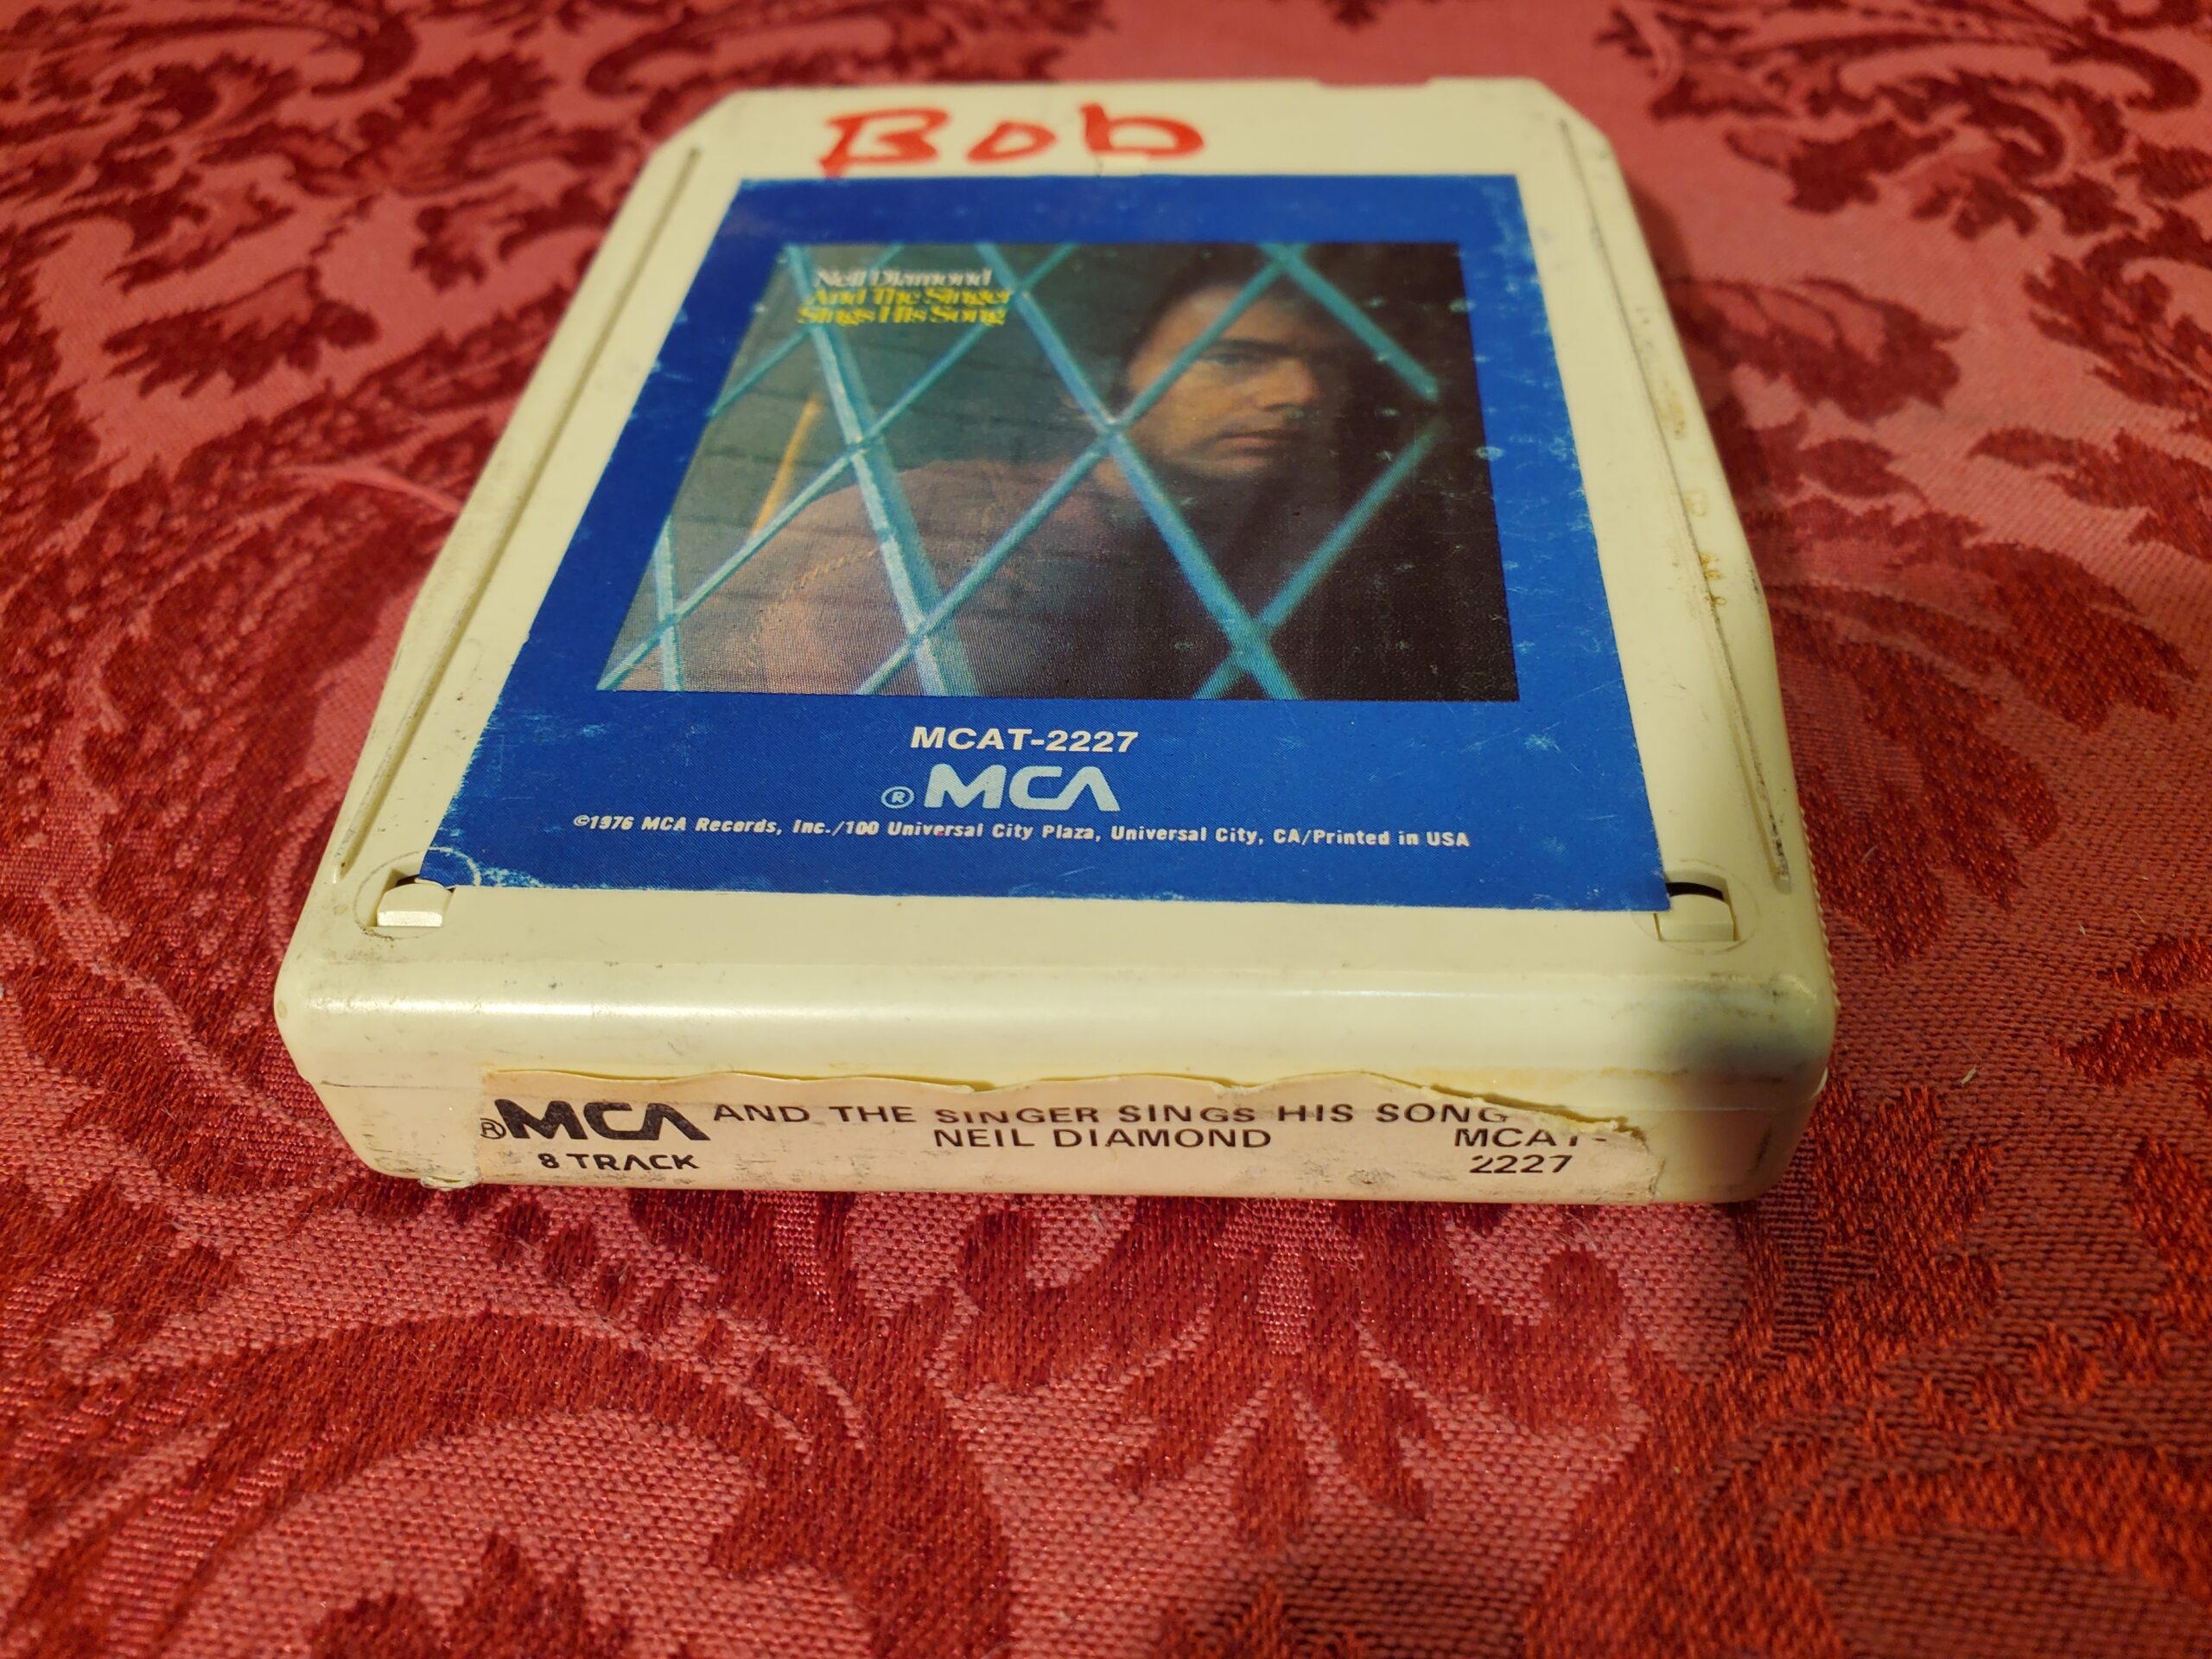 Bob
Neil Diamond
And The Singer
Sings His Song
MCAT-2227
® MCA
©1976 MCA Records, Inc./100 Universal City Plaza, Universal City, CA/Printed in USA
® MCA AND THE SINGER SINGS HIS SONG
NEIL DIAMOND MCAT-
8 TRACK 2227